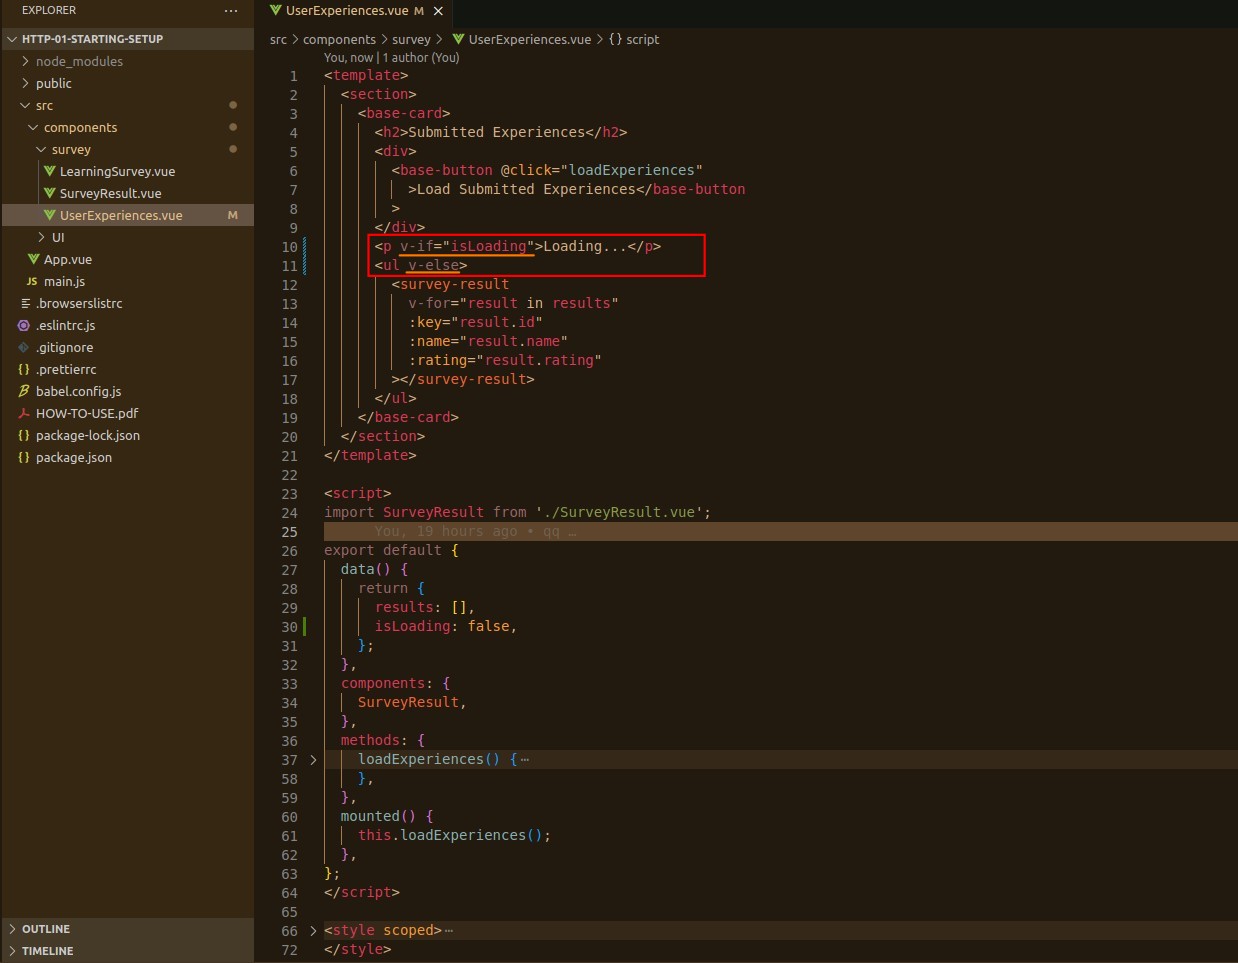 EXPLORER
UserExperiences.vue M
HTTP-01-STARTING-SETUP
node_modules
public
src
components
survey
LearningSurvey.vue
SurveyResult.vue
UserExperiences.vue M
UI
App.vue
JS main.js
.browserslistrc
.eslintrc.js
.gitignore
{} .prettierrc
babel.config.js
HOW-TO-USE.pdf
{} package-lock.json
{} package.json
OUTLINE
TIMELINE
src > components > survey > UserExperiences.vue > {} script
You, now | 1 author (You)
1 <template>
2 <section>
3 <base-card>
4 <h2>Submitted Experiences</h2>
5 <div>
6 <base-button @click="loadExperiences"
7 >Load Submitted Experiences</base-button
8 >
9 </div>
10 <p v-if="isLoading">Loading...</p>
11 <ul v-else>
12 <survey-result
13 v-for="result in results"
14 :key="result.id"
15 :name="result.name"
16 :rating="result.rating"
17 ></survey-result>
18 </ul>
19 </base-card>
20 </section>
21 </template>
22
23 <script>
24 import SurveyResult from './SurveyResult.vue';
25 You, 19 hours ago • qq …
26 export default {
27 data() {
28 return {
29 results: [],
30 isLoading: false,
31 };
32 },
33 components: {
34 SurveyResult,
35 },
36 methods: {
37 loadExperiences() {⋯
58 },
59 },
60 mounted() {
61 this.loadExperiences();
62 },
63 };
64 </script>
65
66 <style scoped>⋯
72 </style>